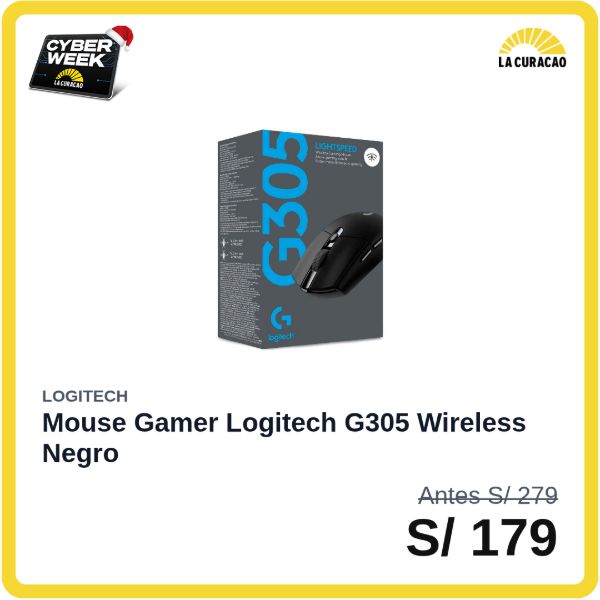 CYBER
WEEK
LA CURACAO
LA CURACAO
G305
LIGHTSPEED
logitech
LOGITECH
Mouse Gamer Logitech G305 Wireless
Negro
Antes S/ 279
S/ 179